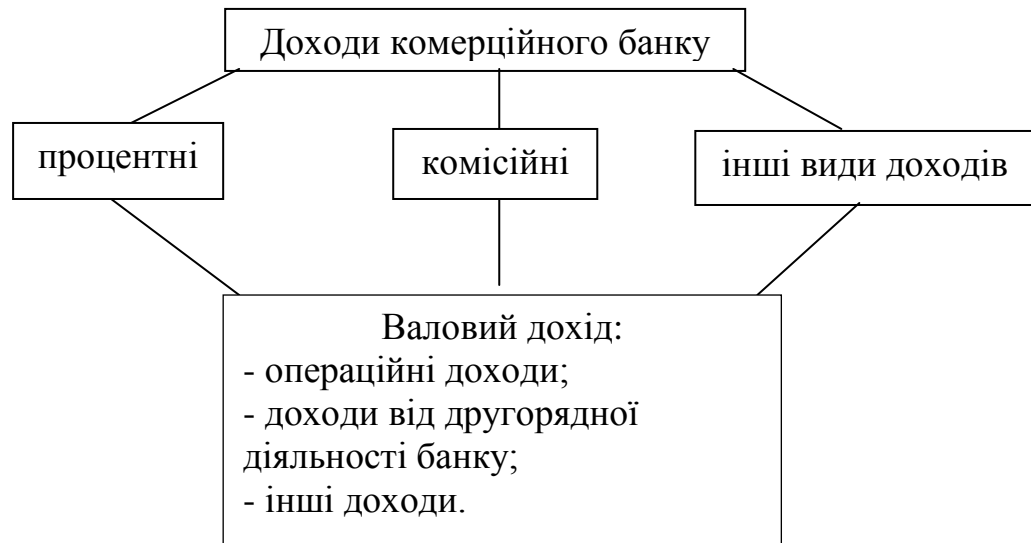 Доходи комерційного банку
процентні
комісійні
інші види доходів
Валовий дохід:
- операційні доходи;
- доходи від другорядної
діяльності банку;
- інші доходи.